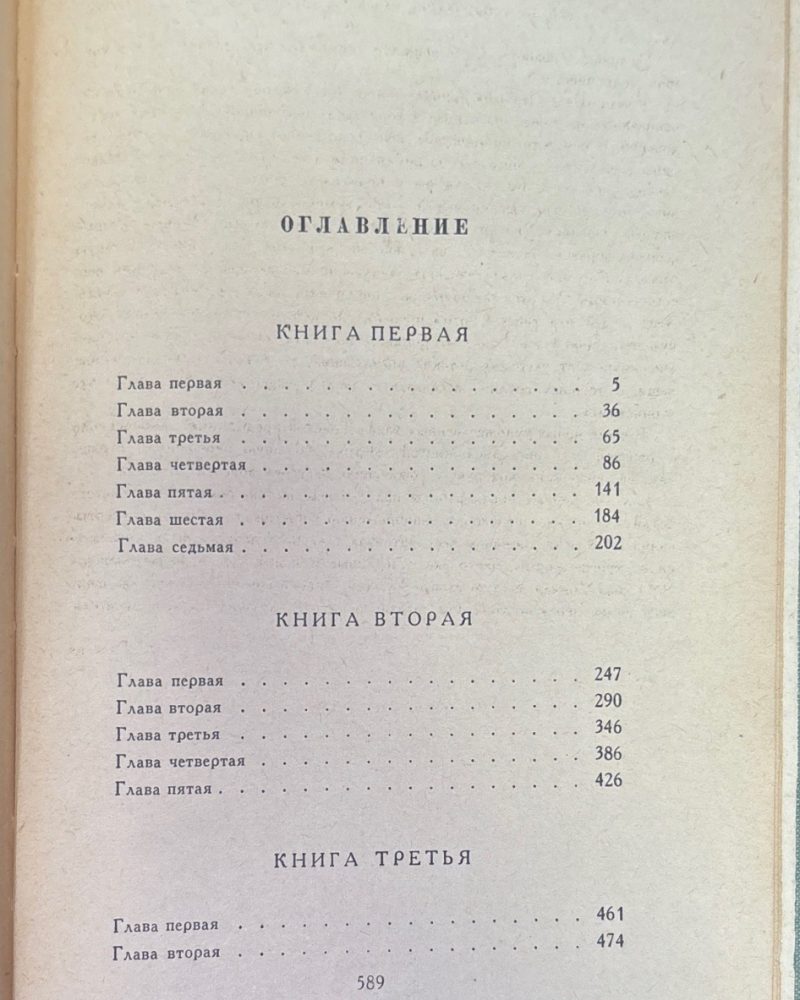 ОГЛАВЛЕНИЕ
КНИГА ПЕРВАЯ
Глава первая . . . . . . . . . . . . . . . . . 5
Глава вторая . . . . . . . . . . . . . . . . . 36
Глава третья . . . . . . . . . . . . . . . . . 65
Глава четвертая . . . . . . . . . . . . . . . . 86
Глава пятая . . . . . . . . . . . . . . . . . . 141
Глава шестая . . . . . . . . . . . . . . . . . 184
Глава седьмая . . . . . . . . . . . . . . . . . 202
КНИГА ВТОРАЯ
Глава первая . . . . . . . . . . . . . . . . . 247
Глава вторая . . . . . . . . . . . . . . . . . 290
Глава третья . . . . . . . . . . . . . . . . . 346
Глава четвертая . . . . . . . . . . . . . . . . 386
Глава пятая . . . . . . . . . . . . . . . . . . 426
КНИГА ТРЕТЬЯ
Глава первая . . . . . . . . . . . . . . . . . 461
Глава вторая . . . . . . . . . . . . . . . . . 474
589